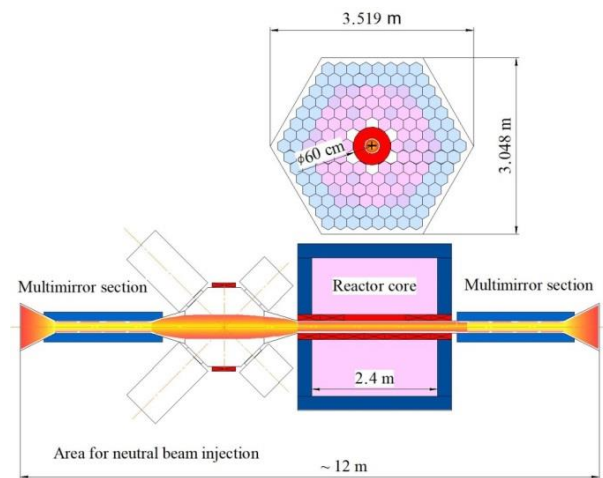 3.519 m
ϕ60 cm
3.048 m
Multimirror section
Reactor core
Multimirror section
2.4 m
Area for neutral beam injection
~ 12 m